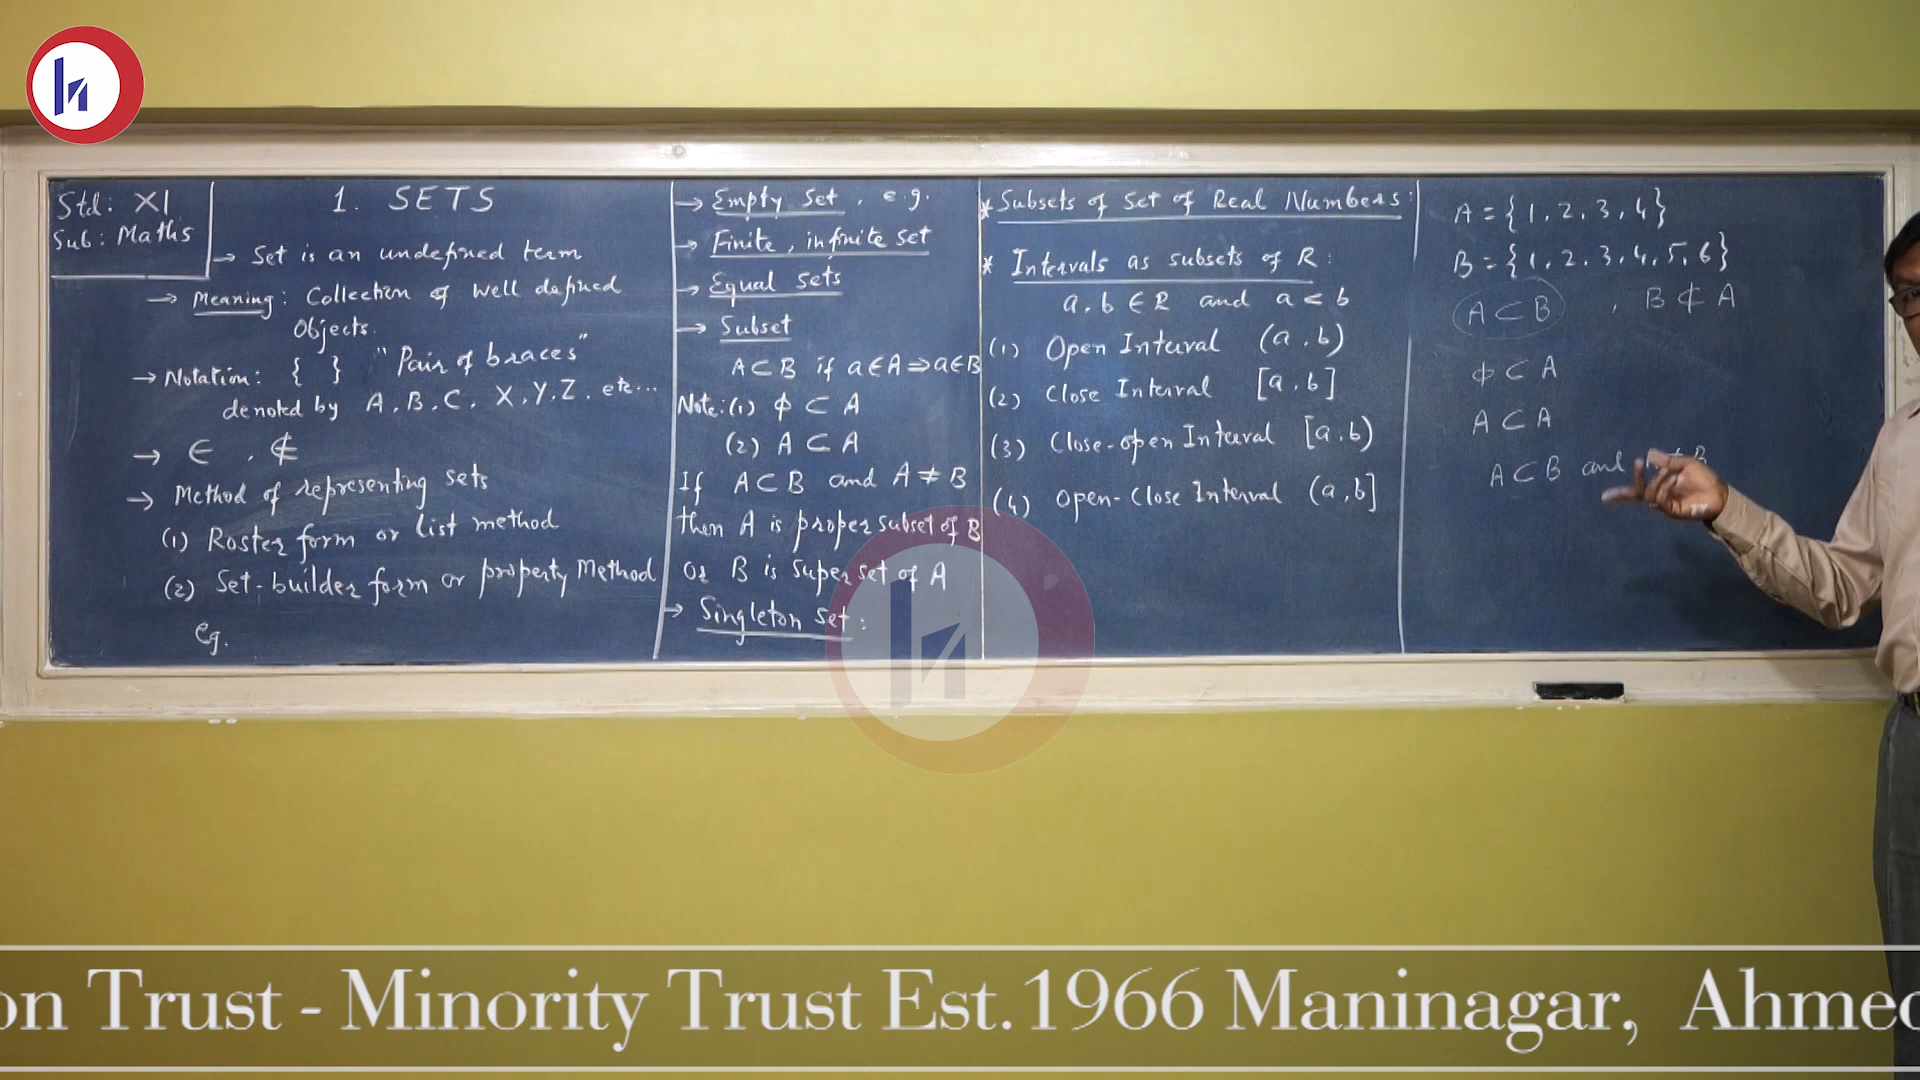 Std: XI
Sub: Maths
1. SETS
→ Set is an undefined term
→ Meaning: Collection of well defined
Objects.
→ Notation: { } "Pair of braces"
denoted by A, B, C, X, Y, Z, etc...
→ ∈ , ∉
→ Method of representing sets
(1) Roster form or list method
(2) Set-builder form or property Method
eg.
→ Empty set, e.g.
→ Finite, infinite set
→ Equal sets
→ Subset
A⊂B if a∈A⇒a∈B
Note: (1) ϕ ⊂ A
(2) A ⊂ A
If A⊂B and A≠B
then A is proper subset of B
or B is super set of A
→ Singleton set:
* Subsets of set of Real Numbers:
* Intervals as subsets of R:
a, b ∈ R and a < b
(1) Open Interval (a, b)
(2) Close Interval [a, b]
(3) Close-open Interval [a, b)
(4) Open-Close Interval (a, b]
A = {1, 2, 3, 4}
B = {1, 2, 3, 4, 5, 6}
A ⊂ B , B ⊄ A
ϕ ⊂ A
A ⊂ A
A ⊂ B and B
on Trust - Minority Trust Est.1966 Maninagar, Ahmed